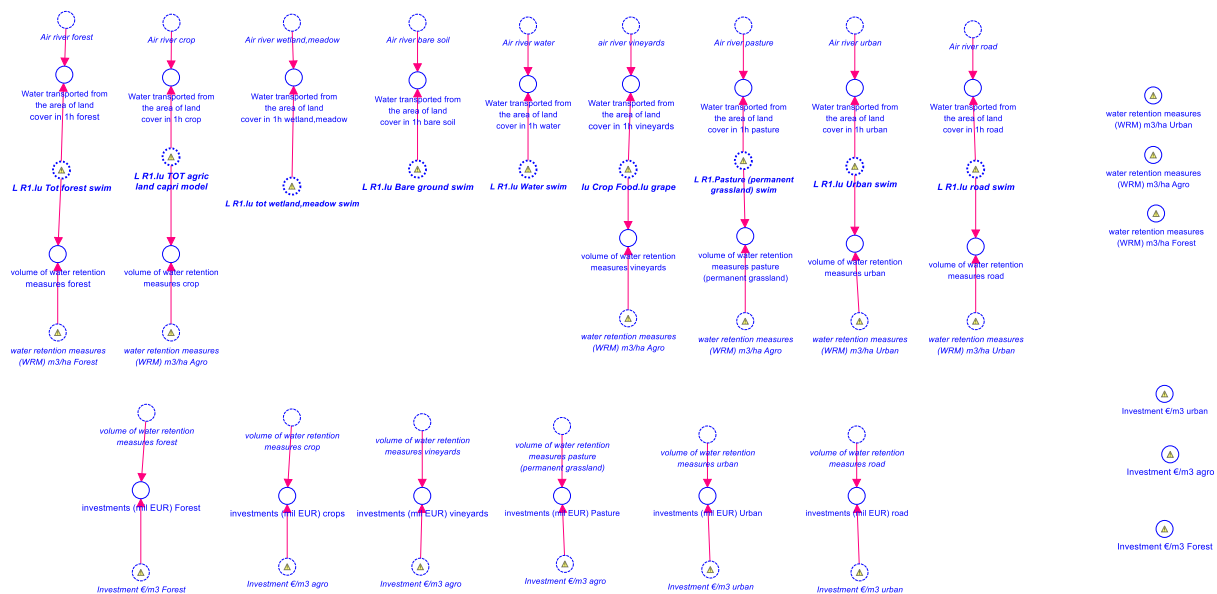 Air river forest
Air river crop
Air river wetland,meadow
Air river bare soil
Air river water
air river vineyards
Air river pasture
Air river urban
Air river road
Water transported from
the area of land
cover in 1h forest
Water transported from
the area of land
cover in 1h crop
Water transported from
the area of land
cover in 1h wetland,meadow
Water transported from
the area of land
cover in 1h bare soil
Water transported from
the area of land
cover in 1h water
Water transported from
the area of land
cover in 1h vineyards
Water transported from
the area of land
cover in 1h pasture
Water transported from
the area of land
cover in 1h urban
Water transported from
the area of land
cover in 1h road
water retention measures
(WRM) m3/ha Urban
water retention measures
(WRM) m3/ha Agro
water retention measures
(WRM) m3/ha Forest
L R1.lu Tot forest swim
L R1.lu TOT agric
land capri model
L R1.lu tot wetland,meadow swim
L R1.lu Bare ground swim
L R1.lu Water swim
lu Crop Food.lu grape
L R1.Pasture (permanent
grassland) swim
L R1.lu Urban swim
L R1.lu road swim
volume of water retention
measures forest
volume of water retention
measures crop
volume of water retention
measures vineyards
volume of water retention
measures pasture
(permanent grassland)
volume of water retention
measures urban
volume of water retention
measures road
water retention measures
(WRM) m3/ha Forest
water retention measures
(WRM) m3/ha Agro
water retention measures
(WRM) m3/ha Agro
water retention measures
(WRM) m3/ha Agro
water retention measures
(WRM) m3/ha Urban
water retention measures
(WRM) m3/ha Urban
volume of water retention
measures forest
volume of water retention
measures crop
volume of water retention
measures vineyards
volume of water retention
measures pasture
(permanent grassland)
volume of water retention
measures urban
volume of water retention
measures road
Investment €/m3 urban
Investment €/m3 agro
Investment €/m3 Forest
investments (mil EUR) Forest
investments (mil EUR) crops
investments (mil EUR) vineyards
investments (mil EUR) Pasture
investments (mil EUR) Urban
investments (mil EUR) road
Investment €/m3 Forest
Investment €/m3 agro
Investment €/m3 agro
Investment €/m3 agro
Investment €/m3 urban
Investment €/m3 urban